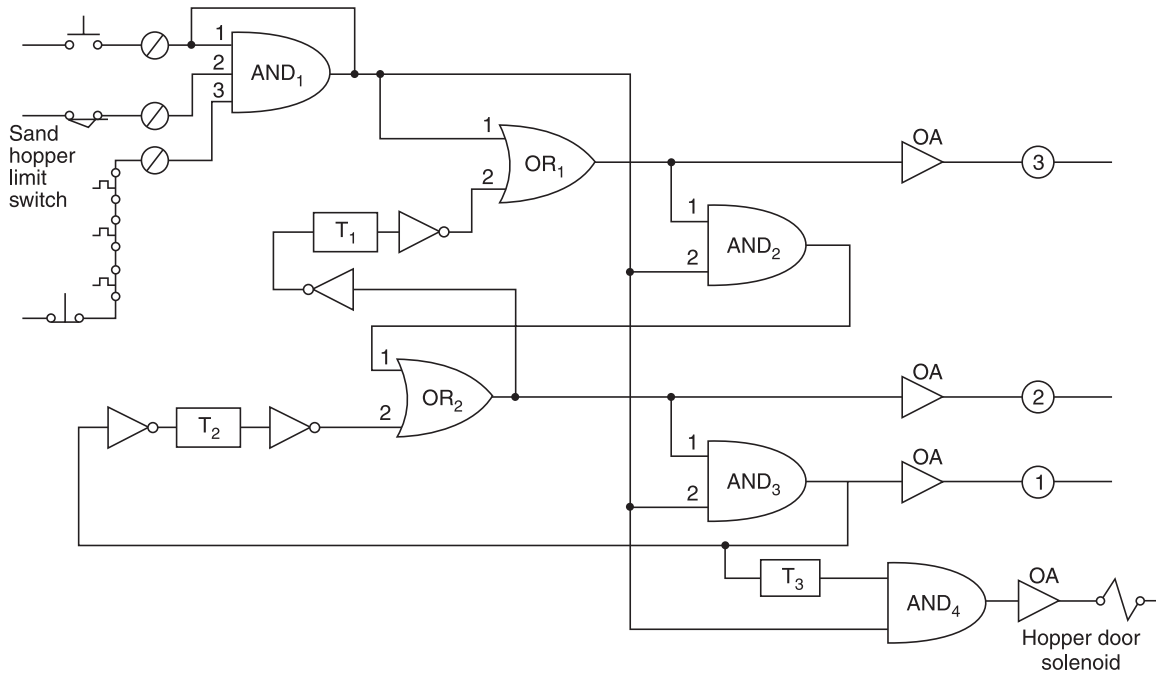 1
2
3
AND1
Sand
hopper
limit
switch
1
2
OR1
OA
3
T1
1
2
AND2
1
2
OR2
OA
2
T2
1
2
AND3
OA
1
T3
AND4
OA
Hopper door
solenoid